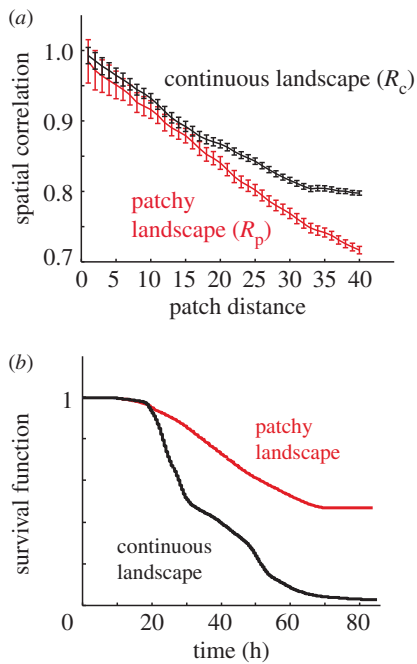 (a)
1.0
0.9
0.8
0.7
spatial correlation
continuous landscape (Rc)
patchy
landscape (Rp)
0 5 10 15 20 25 30 35 40
patch distance
(b)
1
0
survival function
patchy
landscape
continuous
landscape
20 40 60 80
time (h)